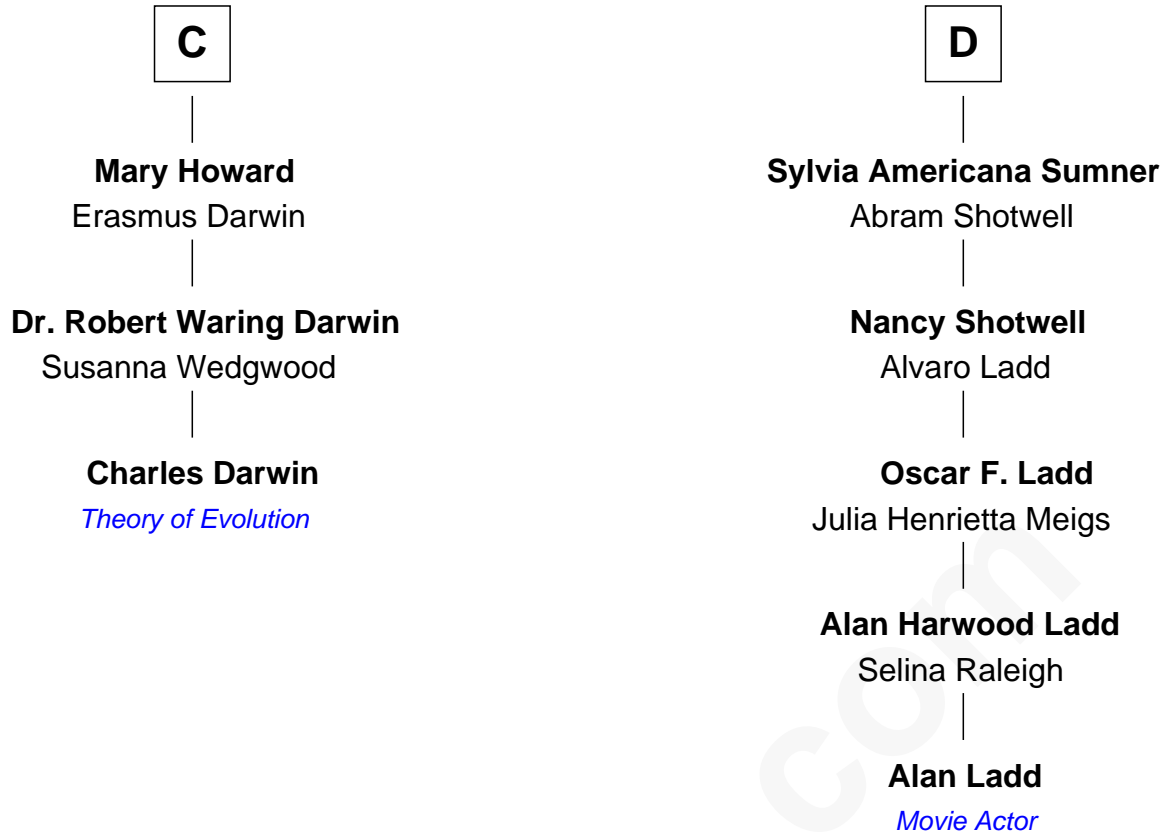 C
Mary Howard
Erasmus Darwin
Dr. Robert Waring Darwin
Susanna Wedgwood
Charles Darwin
Theory of Evolution
D
Sylvia Americana Sumner
Abram Shotwell
Nancy Shotwell
Alvaro Ladd
Oscar F. Ladd
Julia Henrietta Meigs
Alan Harwood Ladd
Selina Raleigh
Alan Ladd
Movie Actor
com